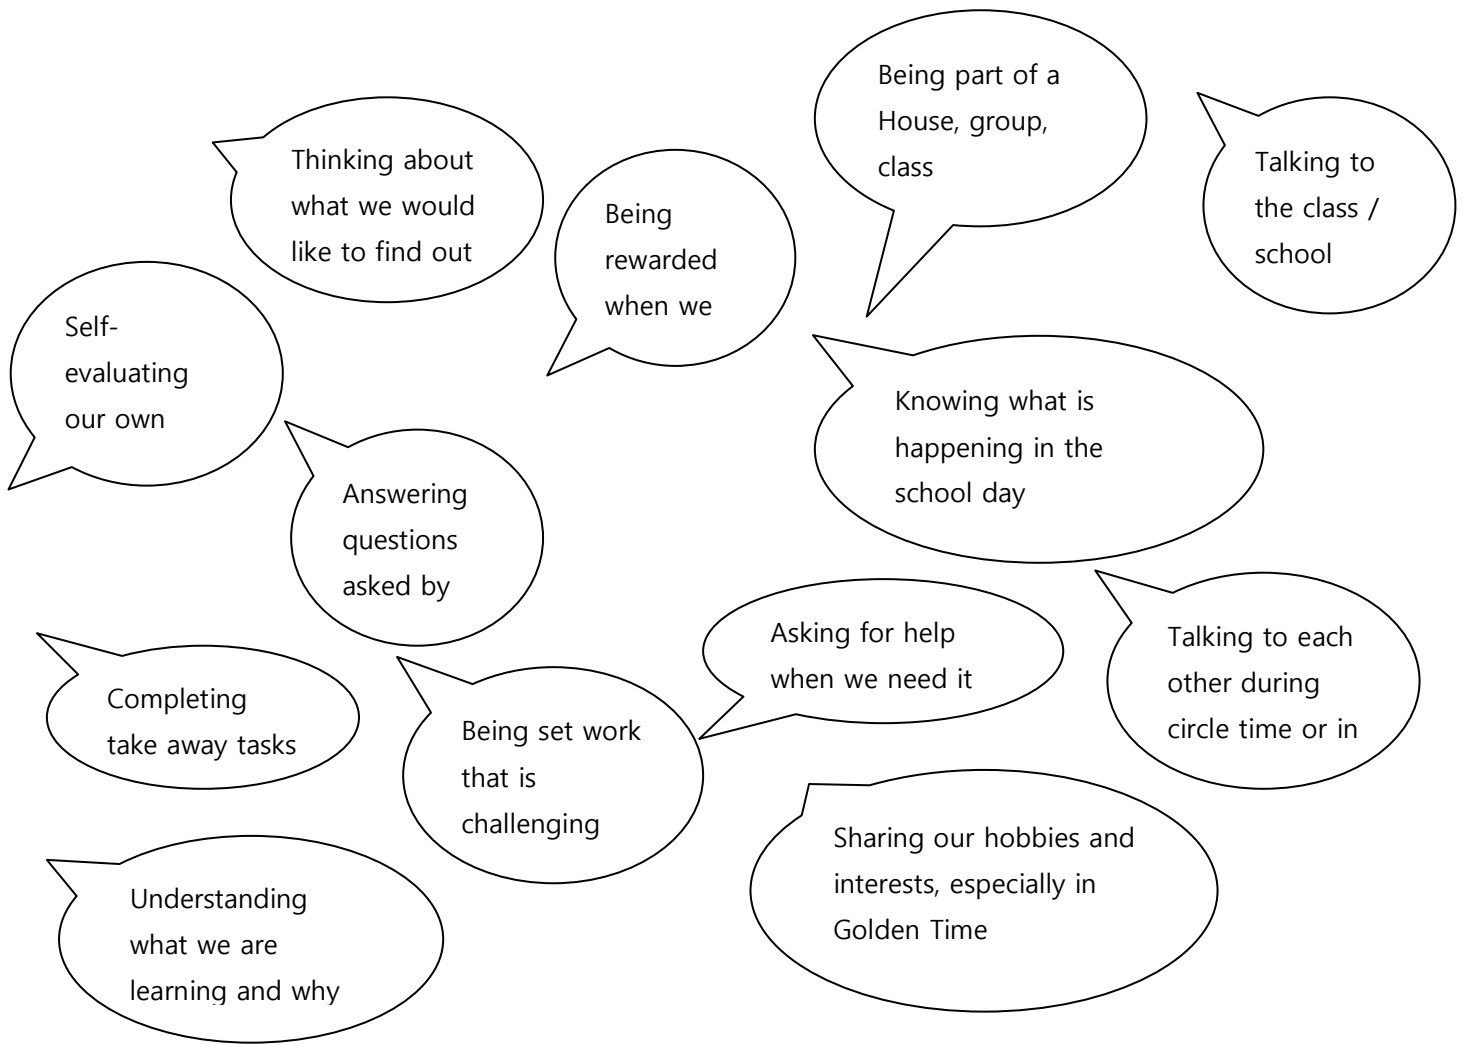 Being part of a
House, group,
class
Thinking about
what we would
like to find out
Talking to
the class /
school
Being
rewarded
when we
Self-
evaluating
our own
Knowing what is
happening in the
school day
Answering
questions
asked by
Asking for help
when we need it
Talking to each
other during
circle time or in
Completing
take away tasks
Being set work
that is
challenging
Sharing our hobbies and
interests, especially in
Golden Time
Understanding
what we are
learning and why